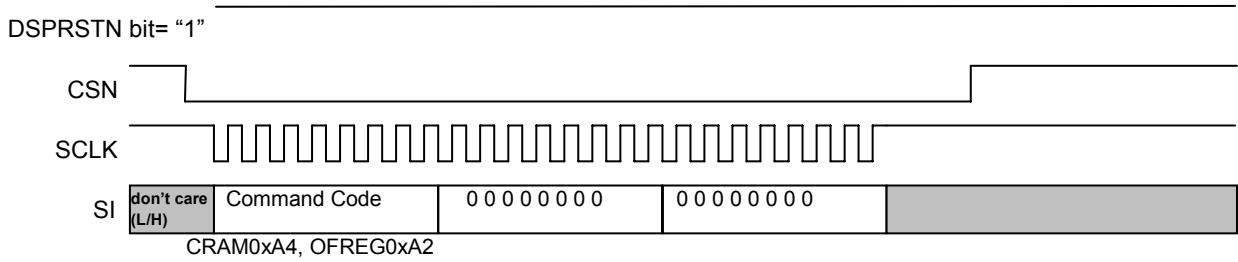 DSPRSTN bit= “1”
CSN
SCLK
SI
don’t care
(L/H)
Command Code
0 0 0 0 0 0 0 0
0 0 0 0 0 0 0 0
CRAM0xA4, OFREG0xA2